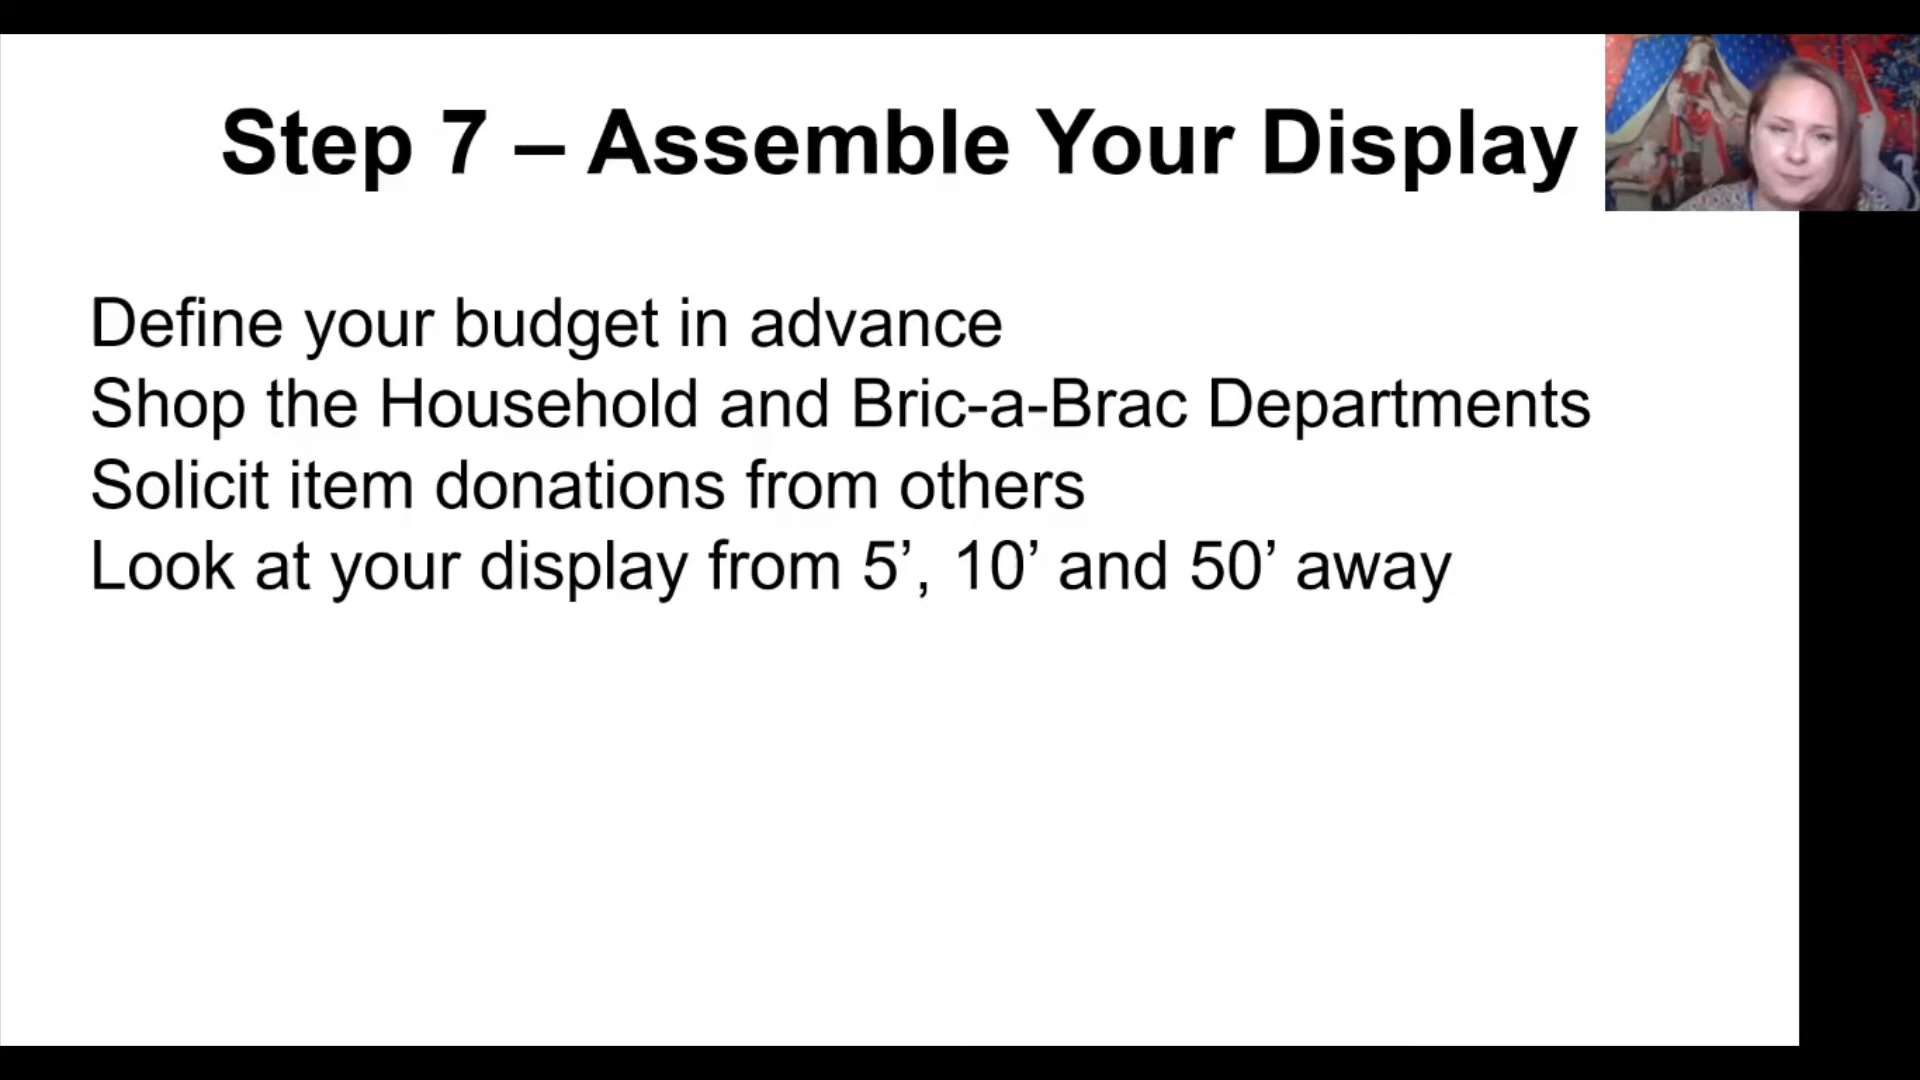 Step 7 – Assemble Your Display
Define your budget in advance
Shop the Household and Bric-a-Brac Departments
Solicit item donations from others
Look at your display from 5’, 10’ and 50’ away